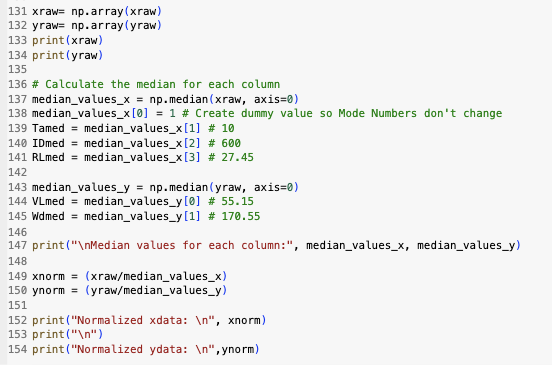 131 xraw= np.array(xraw)
132 yraw= np.array(yraw)
133 print(xraw)
134 print(yraw)
135
136 # Calculate the median for each column
137 median_values_x = np.median(xraw, axis=0)
138 median_values_x[0] = 1 # Create dummy value so Mode Numbers don't change
139 Tamed = median_values_x[1] # 10
140 IDmed = median_values_x[2] # 600
141 RLmed = median_values_x[3] # 27.45
142
143 median_values_y = np.median(yraw, axis=0)
144 VLmed = median_values_y[0] # 55.15
145 Wdmed = median_values_y[1] # 170.55
146
147 print("\nMedian values for each column:", median_values_x, median_values_y)
148
149 xnorm = (xraw/median_values_x)
150 ynorm = (yraw/median_values_y)
151
152 print("Normalized xdata: \n", xnorm)
153 print("\n")
154 print("Normalized ydata: \n",ynorm)